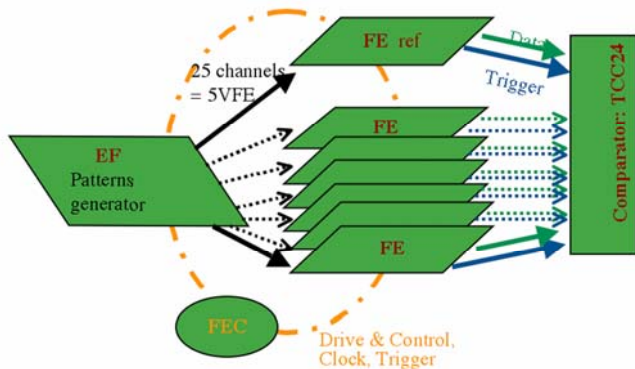 FE ref
Data
Trigger
25 channels
= 5VFE
FE
EF
Patterns
generator
Comparator: TCC24
FE
FEC
Drive & Control,
Clock, Trigger